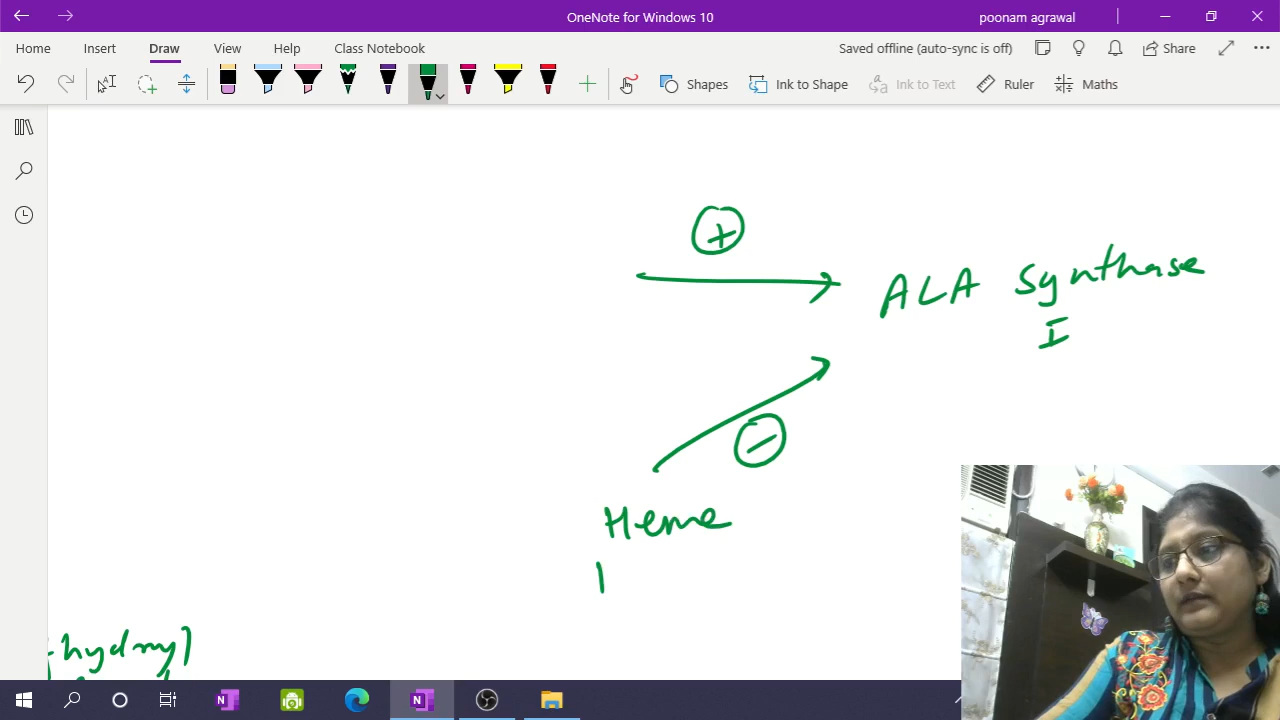 OneNote for Windows 10
poonam agrawal
Home Insert Draw View Help Class Notebook
Saved offline (auto-sync is off)
Share
Shapes
Ink to Shape
Ink to Text
Ruler
Maths
+
ALA Synthase
I
-
Heme
hydry